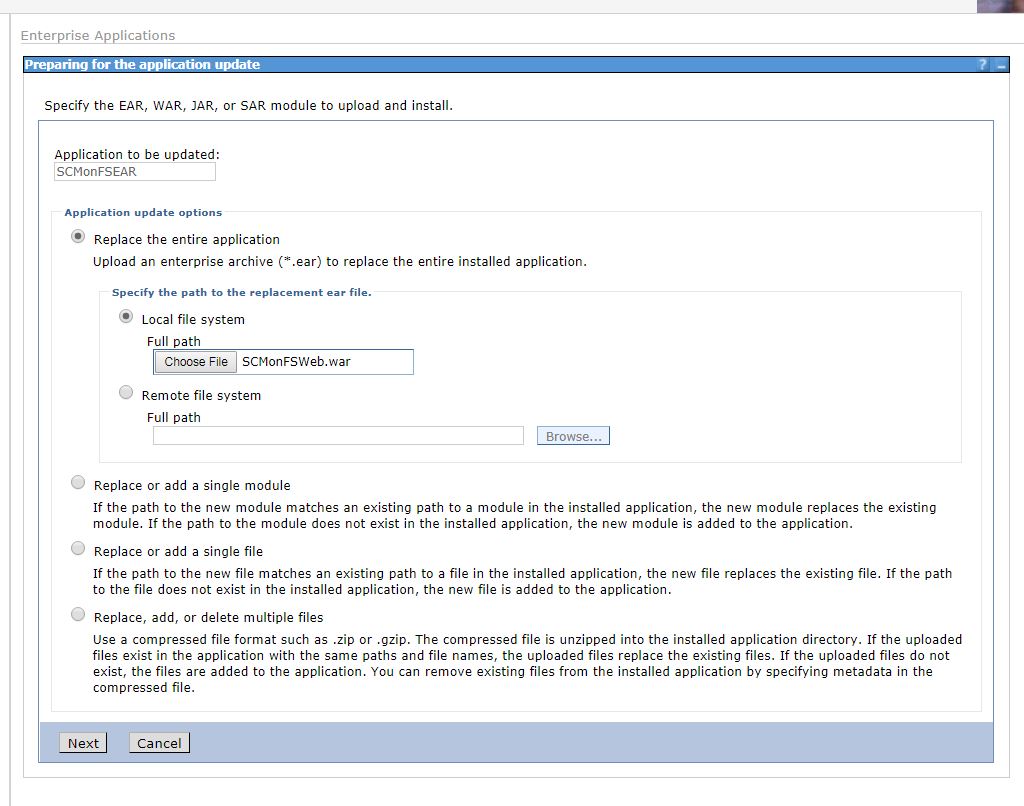 Enterprise Applications
Preparing for the application update
?
Specify the EAR, WAR, JAR, or SAR module to upload and install.
Application to be updated:
SCMonFSEAR
Application update options
Replace the entire application
Upload an enterprise archive (*.ear) to replace the entire installed application.
Specify the path to the replacement ear file.
Local file system
Full path
Choose File SCMonFSWeb.war
Remote file system
Full path
Browse...
Replace or add a single module
If the path to the new module matches an existing path to a module in the installed application, the new module replaces the existing
module. If the path to the module does not exist in the installed application, the new module is added to the application.
Replace or add a single file
If the path to the new file matches an existing path to a file in the installed application, the new file replaces the existing file. If the path
to the file does not exist in the installed application, the new file is added to the application.
Replace, add, or delete multiple files
Use a compressed file format such as .zip or .gzip. The compressed file is unzipped into the installed application directory. If the uploaded
files exist in the application with the same paths and file names, the uploaded files replace the existing files. If the uploaded files do not
exist, the files are added to the application. You can remove existing files from the installed application by specifying metadata in the
compressed file.
Next Cancel